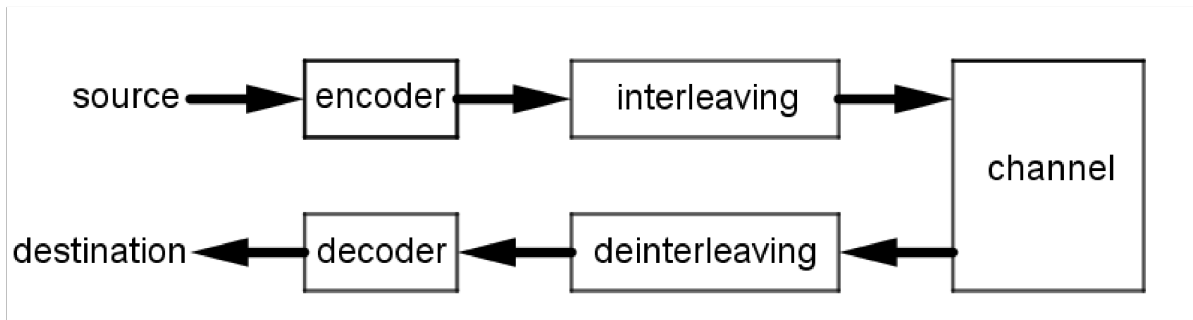 source encoder interleaving
channel
destination decoder deinterleaving